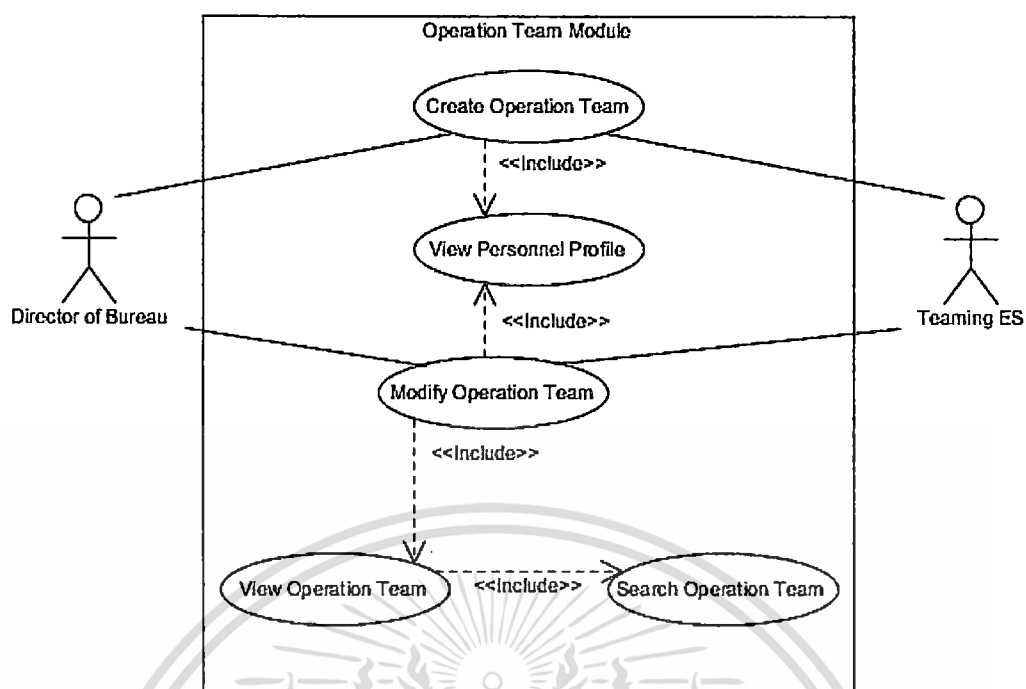 Operation Team Module
Create Operation Team
<<Include>>
View Personnel Profile
<<Include>>
Director of Bureau
Teaming ES
Modify Operation Team
<<Include>>
View Operation Team
<<Include>>
Search Operation Team